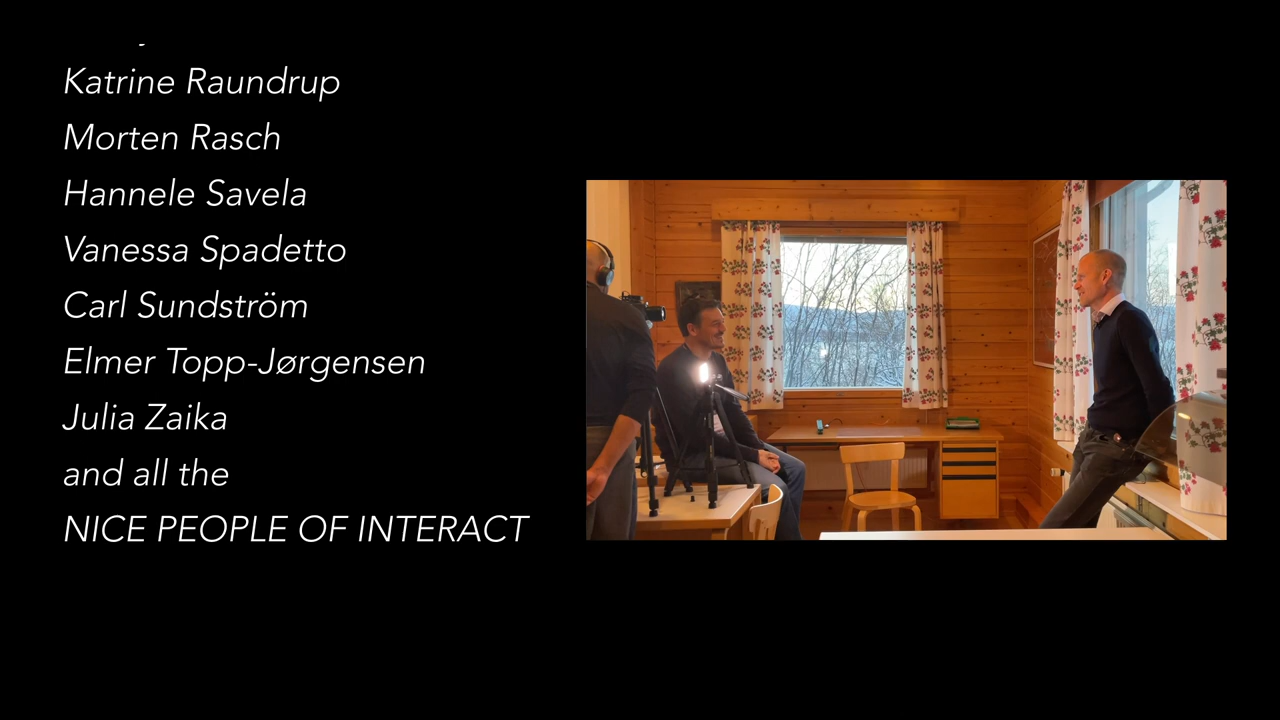 Katrine Raundrup
Morten Rasch
Hannele Savela
Vanessa Spadetto
Carl Sundström
Elmer Topp-Jørgensen
Julia Zaika
and all the
NICE PEOPLE OF INTERACT